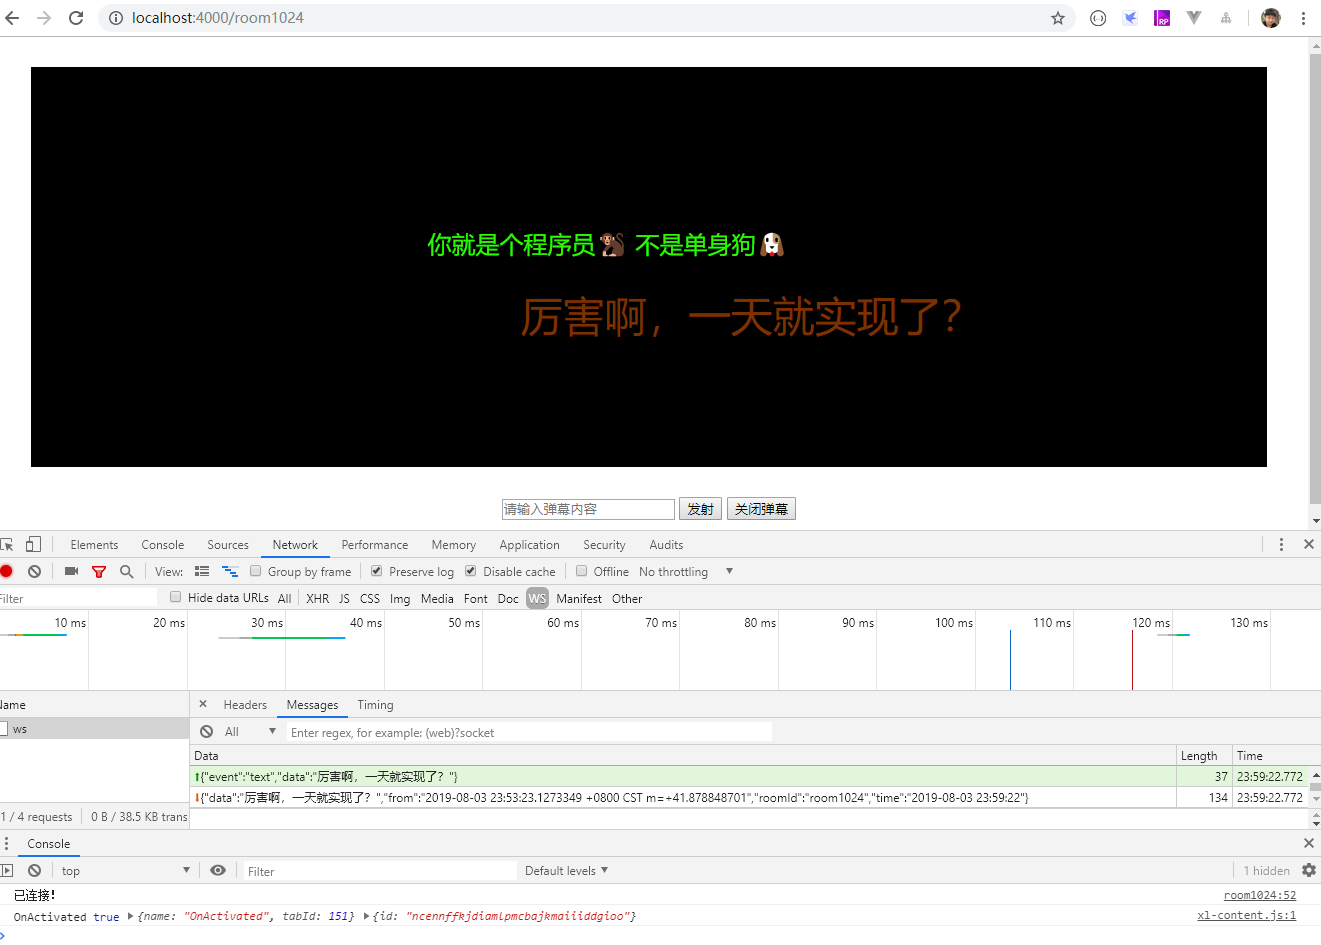 localhost:4000/room1024
你就是个程序员🐒 不是单身狗🐶
厉害啊，一天就实现了？
请输入弹幕内容 发射 关闭弹幕
Elements Console Sources Network Performance Memory Application Security Audits
View: Group by frame Preserve log Disable cache Offline No throttling
Filter Hide data URLs All XHR JS CSS Img Media Font Doc WS Manifest Other
10 ms 20 ms 30 ms 40 ms 50 ms 60 ms 70 ms 80 ms 90 ms 100 ms 110 ms 120 ms 130 ms
Name × Headers Messages Timing
ws All Enter regex, for example: (web)?socket
Data Length Time
{"event":"text","data":"厉害啊，一天就实现了？"} 37 23:59:22.772
{"data":"厉害啊，一天就实现了？","from":"2019-08-03 23:53:23.1273349 +0800 CST m=+41.878848701","roomId":"room1024","time":"2019-08-03 23:59:22"} 134 23:59:22.772
1 / 4 requests 0 B / 38.5 KB trans
Console
top Filter Default levels 1 hidden
已连接! room1024:52
OnActivated true {name: "OnActivated", tabId: 151} {id: "ncennffkjdiamlpmcbajkmaiiiddgioo"} xl-content.js:1